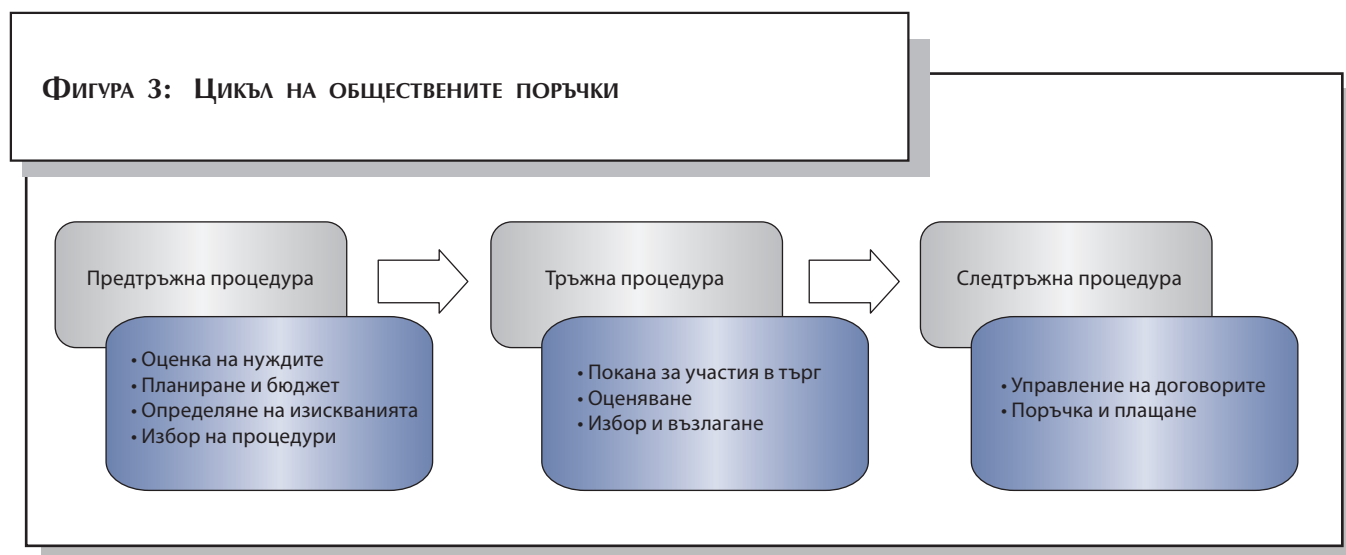 Фигура 3: Цикъл на обществените поръчки
Предтръжна процедура
• Оценка на нуждите
• Планиране и бюджет
• Определяне на изискванията
• Избор на процедури
Тръжна процедура
• Покана за участия в търг
• Оценяване
• Избор и възлагане
Следтръжна процедура
• Управление на договорите
• Поръчка и плащане